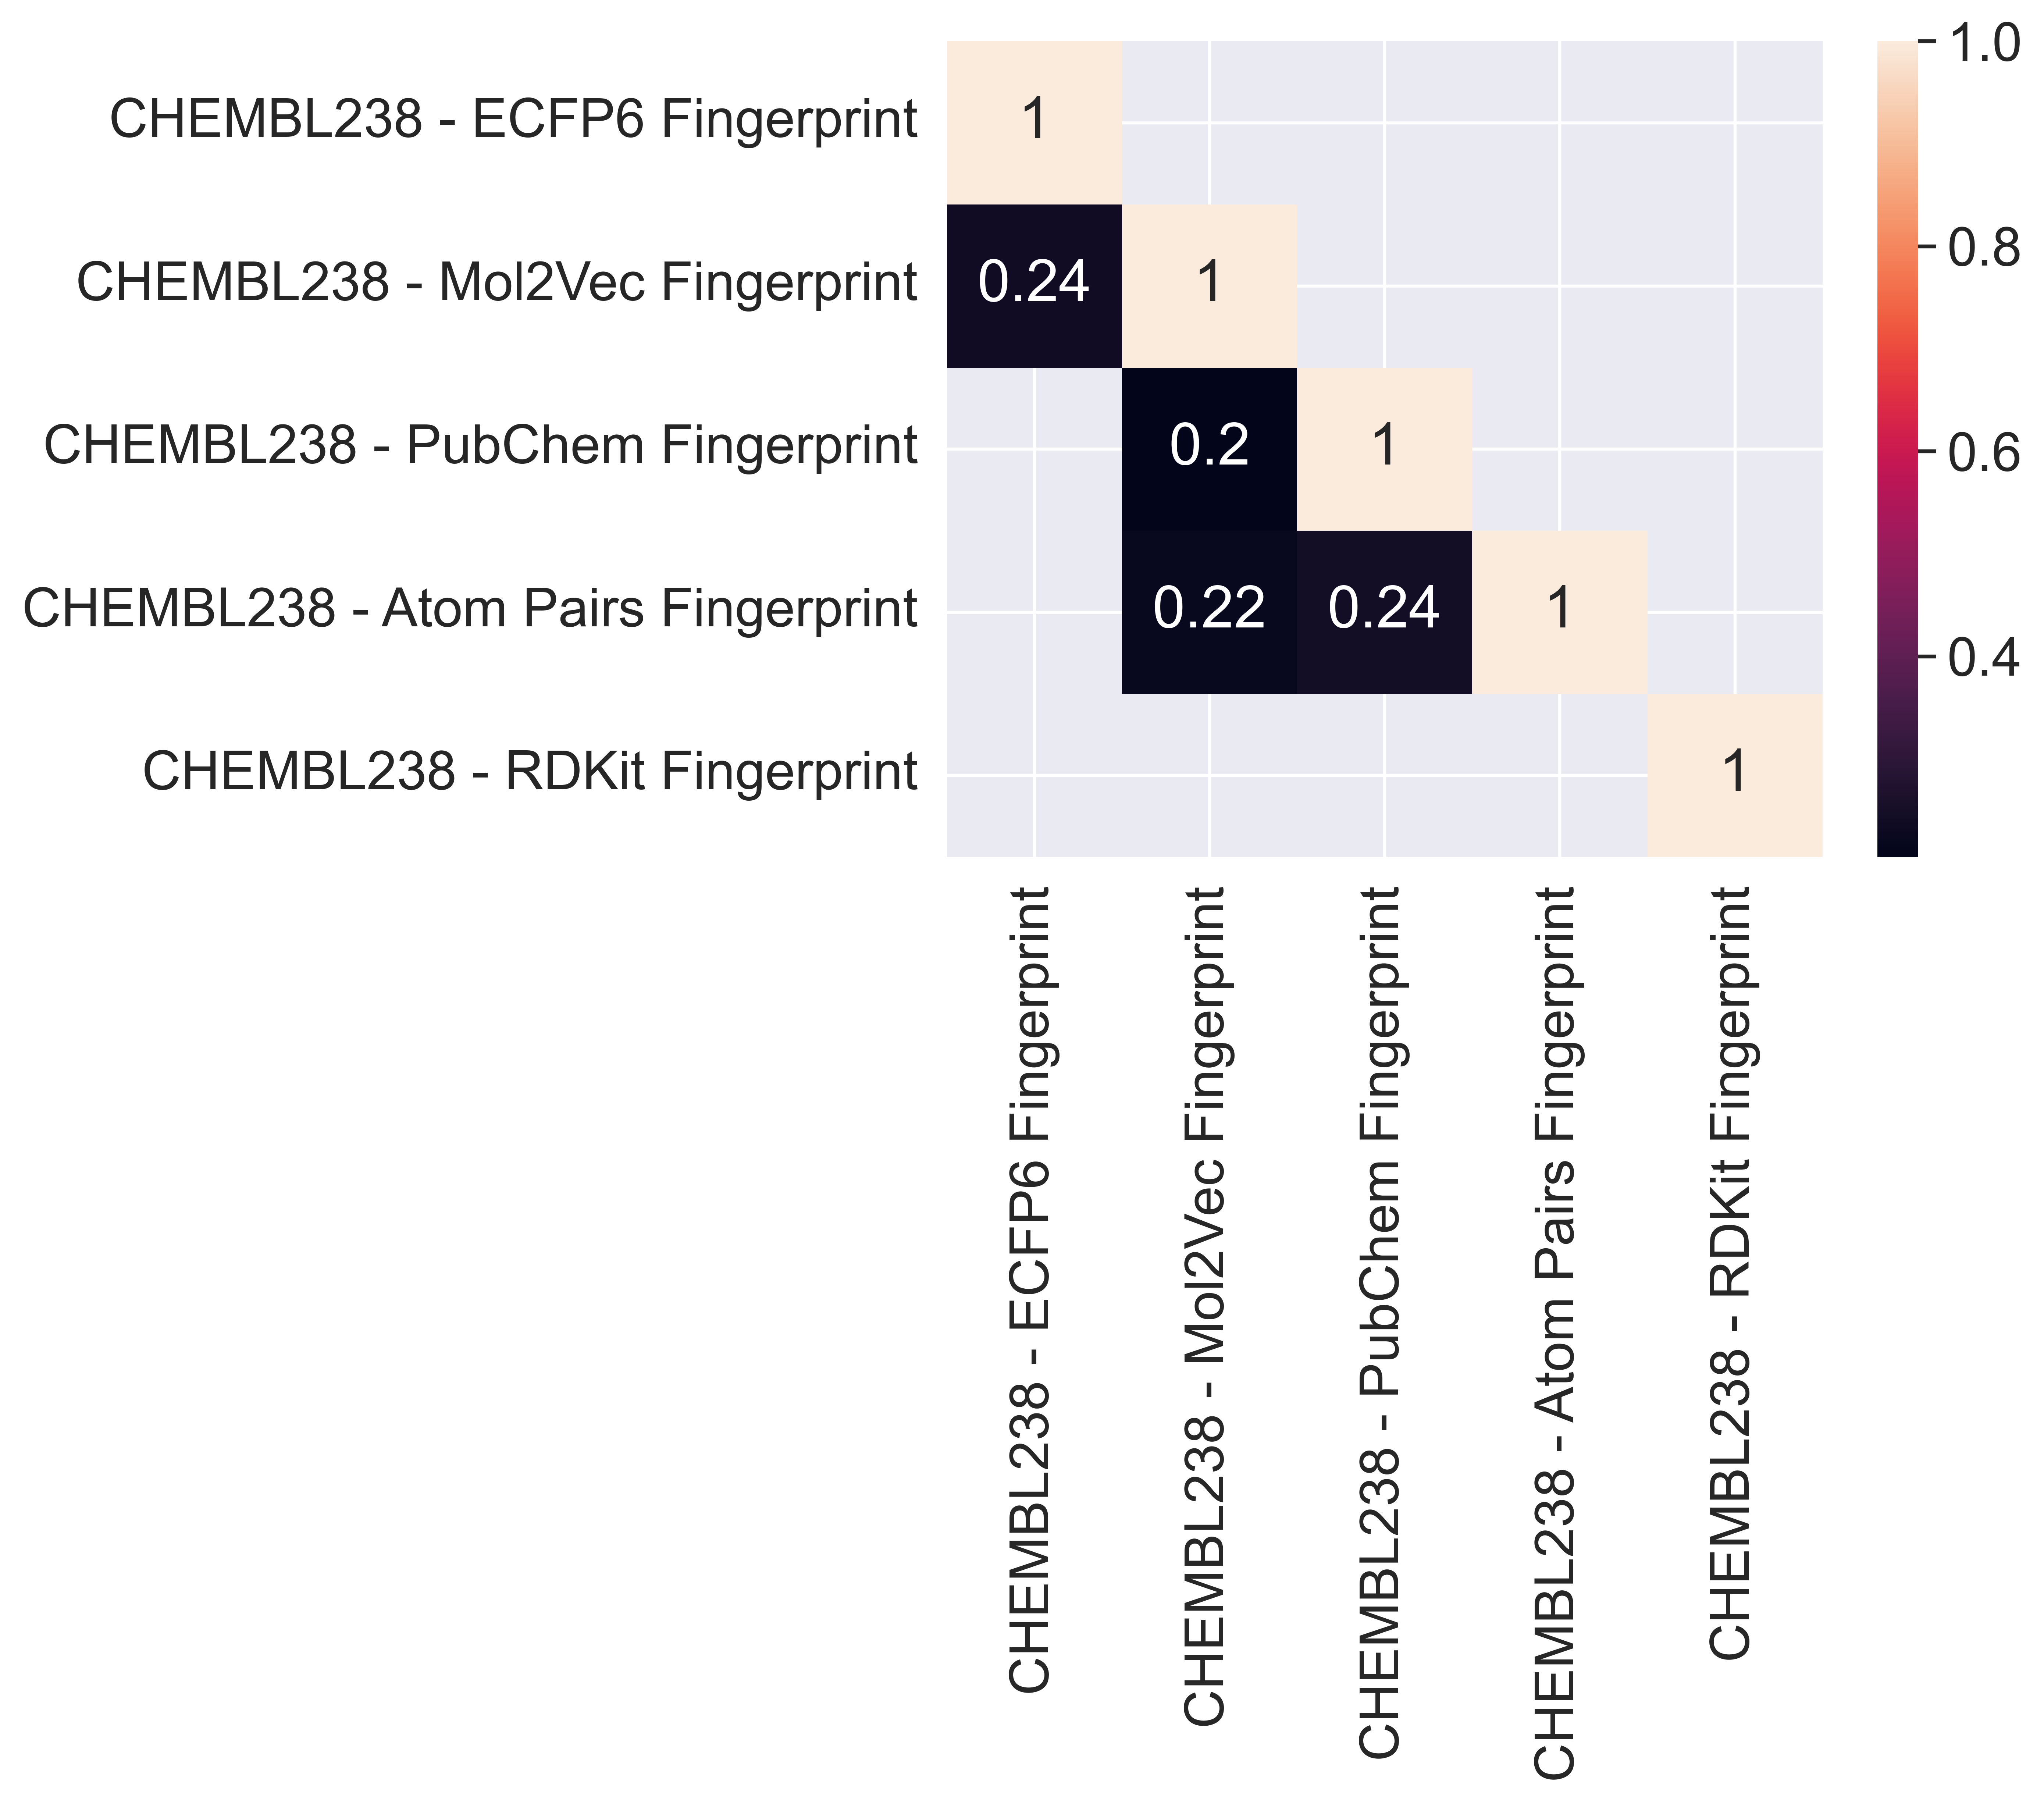 CHEMBL238 - ECFP6 Fingerprint
CHEMBL238 - Mol2Vec Fingerprint
CHEMBL238 - PubChem Fingerprint
CHEMBL238 - Atom Pairs Fingerprint
CHEMBL238 - RDKit Fingerprint
1
0.24 1
0.2 1
0.22 0.24 1
1
1.0
0.8
0.6
0.4
CHEMBL238 - ECFP6 Fingerprint
CHEMBL238 - Mol2Vec Fingerprint
CHEMBL238 - PubChem Fingerprint
CHEMBL238 - Atom Pairs Fingerprint
CHEMBL238 - RDKit Fingerprint